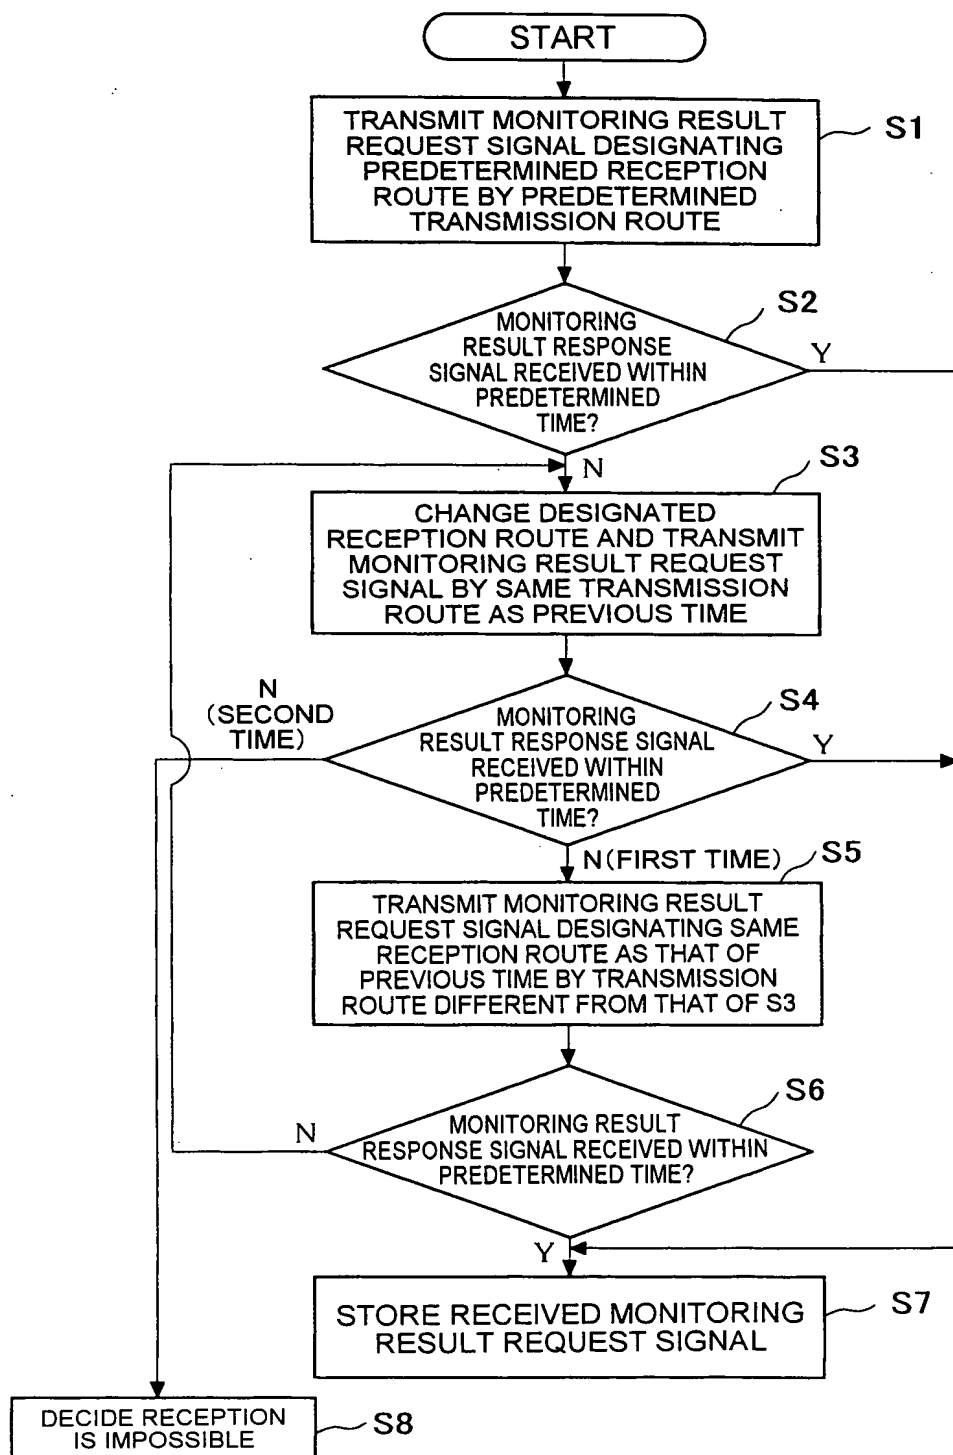 START
TRANSMIT MONITORING RESULT
REQUEST SIGNAL DESIGNATING
PREDETERMINED RECEPTION
ROUTE BY PREDETERMINED
TRANSMISSION ROUTE
S1
MONITORING
RESULT RESPONSE
SIGNAL RECEIVED WITHIN
PREDETERMINED
TIME?
S2
Y
N
S3
CHANGE DESIGNATED
RECEPTION ROUTE AND TRANSMIT
MONITORING RESULT REQUEST
SIGNAL BY SAME TRANSMISSION
ROUTE AS PREVIOUS TIME
N
(SECOND
TIME)
MONITORING
RESULT RESPONSE SIGNAL
RECEIVED WITHIN
PREDETERMINED
TIME?
S4
Y
N(FIRST TIME)
S5
TRANSMIT MONITORING RESULT
REQUEST SIGNAL DESIGNATING SAME
RECEPTION ROUTE AS THAT OF
PREVIOUS TIME BY TRANSMISSION
ROUTE DIFFERENT FROM THAT OF S3
S6
N
MONITORING RESULT
RESPONSE SIGNAL RECEIVED WITHIN
PREDETERMINED TIME?
Y
STORE RECEIVED MONITORING
RESULT REQUEST SIGNAL
S7
DECIDE RECEPTION
IS IMPOSSIBLE
S8